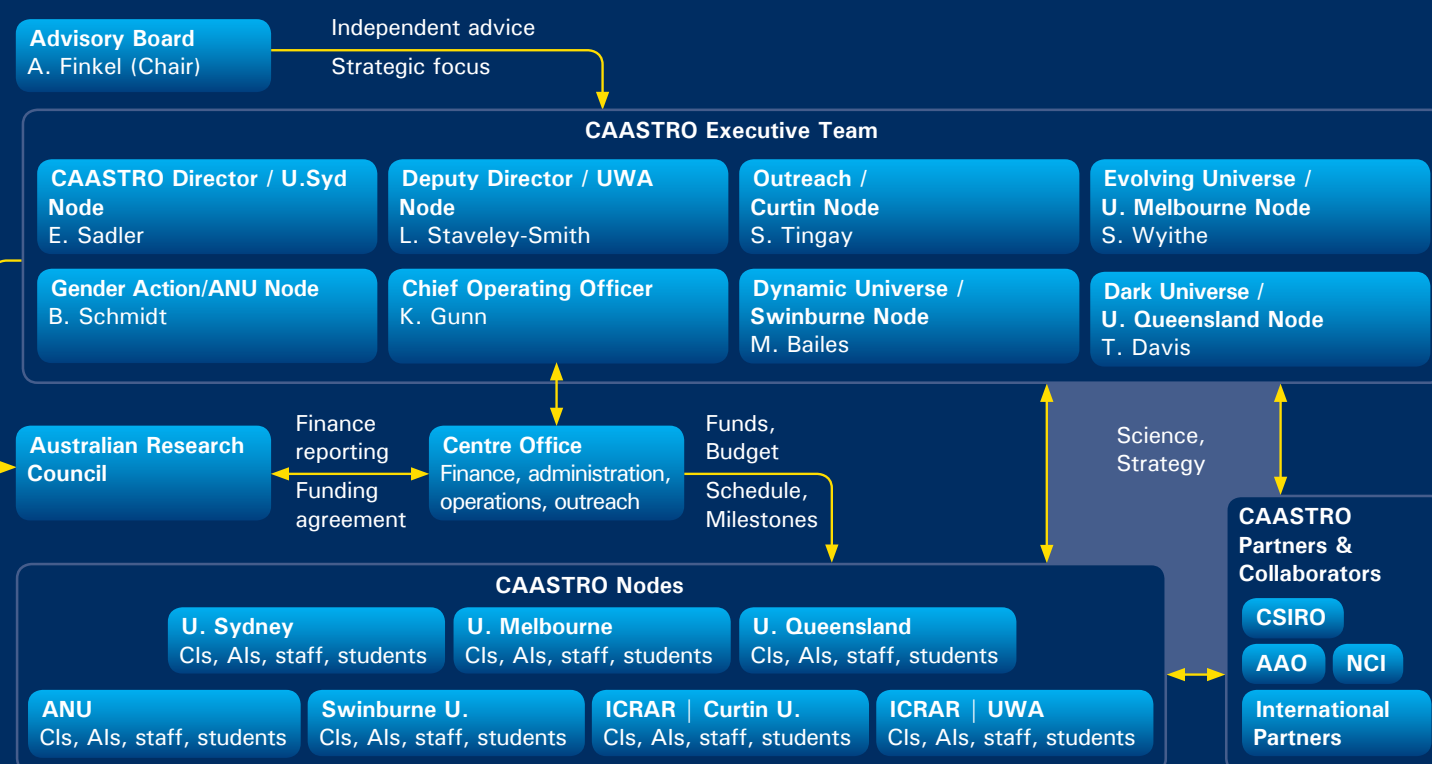 Advisory Board
A. Finkel (Chair)
Independent advice
Strategic focus
CAASTRO Executive Team
CAASTRO Director / U.Syd
Node
E. Sadler
Deputy Director / UWA
Node
L. Staveley-Smith
Outreach /
Curtin Node
S. Tingay
Evolving Universe /
U. Melbourne Node
S. Wyithe
Gender Action/ANU Node
B. Schmidt
Chief Operating Officer
K. Gunn
Dynamic Universe /
Swinburne Node
M. Bailes
Dark Universe /
U. Queensland Node
T. Davis
Australian Research
Council
Finance
reporting
Funding
agreement
Centre Office
Finance, administration,
operations, outreach
Funds,
Budget
Schedule,
Milestones
Science,
Strategy
CAASTRO
Partners &
Collaborators
CSIRO
AAO
NCI
International
Partners
CAASTRO Nodes
U. Sydney
CIs, AIs, staff, students
U. Melbourne
CIs, AIs, staff, students
U. Queensland
CIs, AIs, staff, students
ANU
CIs, AIs, staff, students
Swinburne U.
CIs, AIs, staff, students
ICRAR | Curtin U.
CIs, AIs, staff, students
ICRAR | UWA
CIs, AIs, staff, students